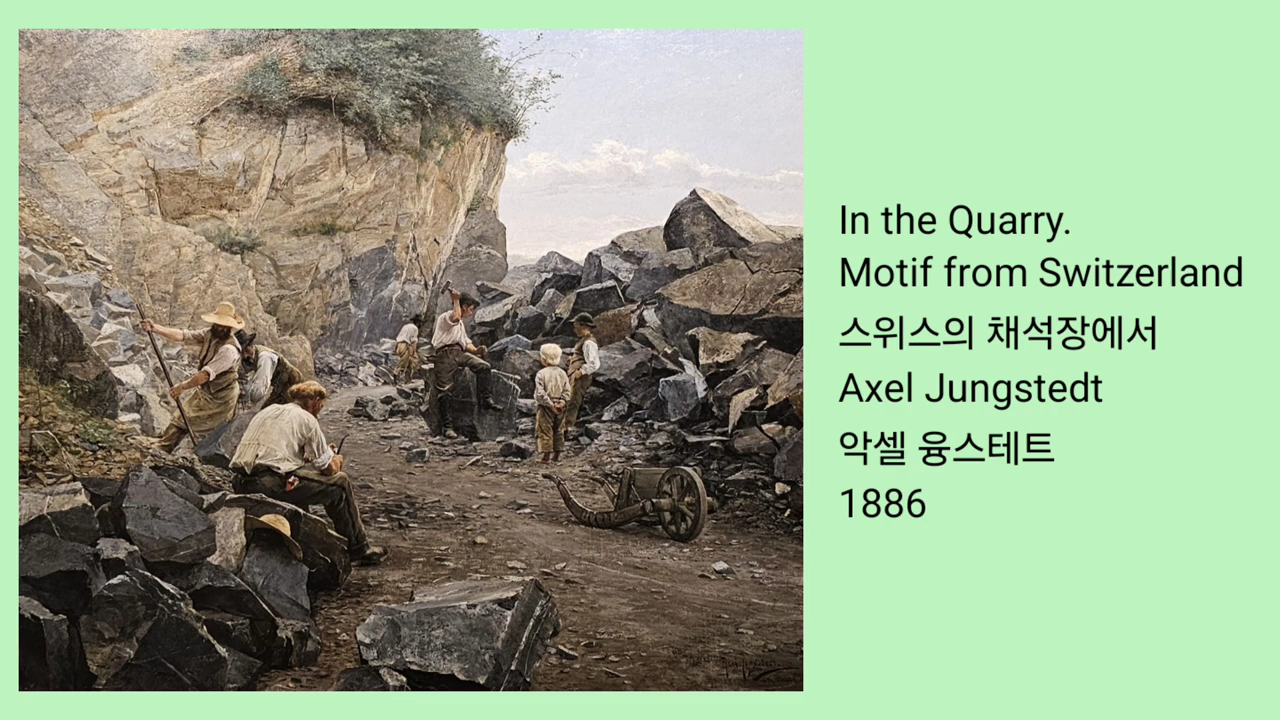 In the Quarry.
Motif from Switzerland
스위스의 채석장에서
Axel Jungstedt
악셀 융스테트
1886